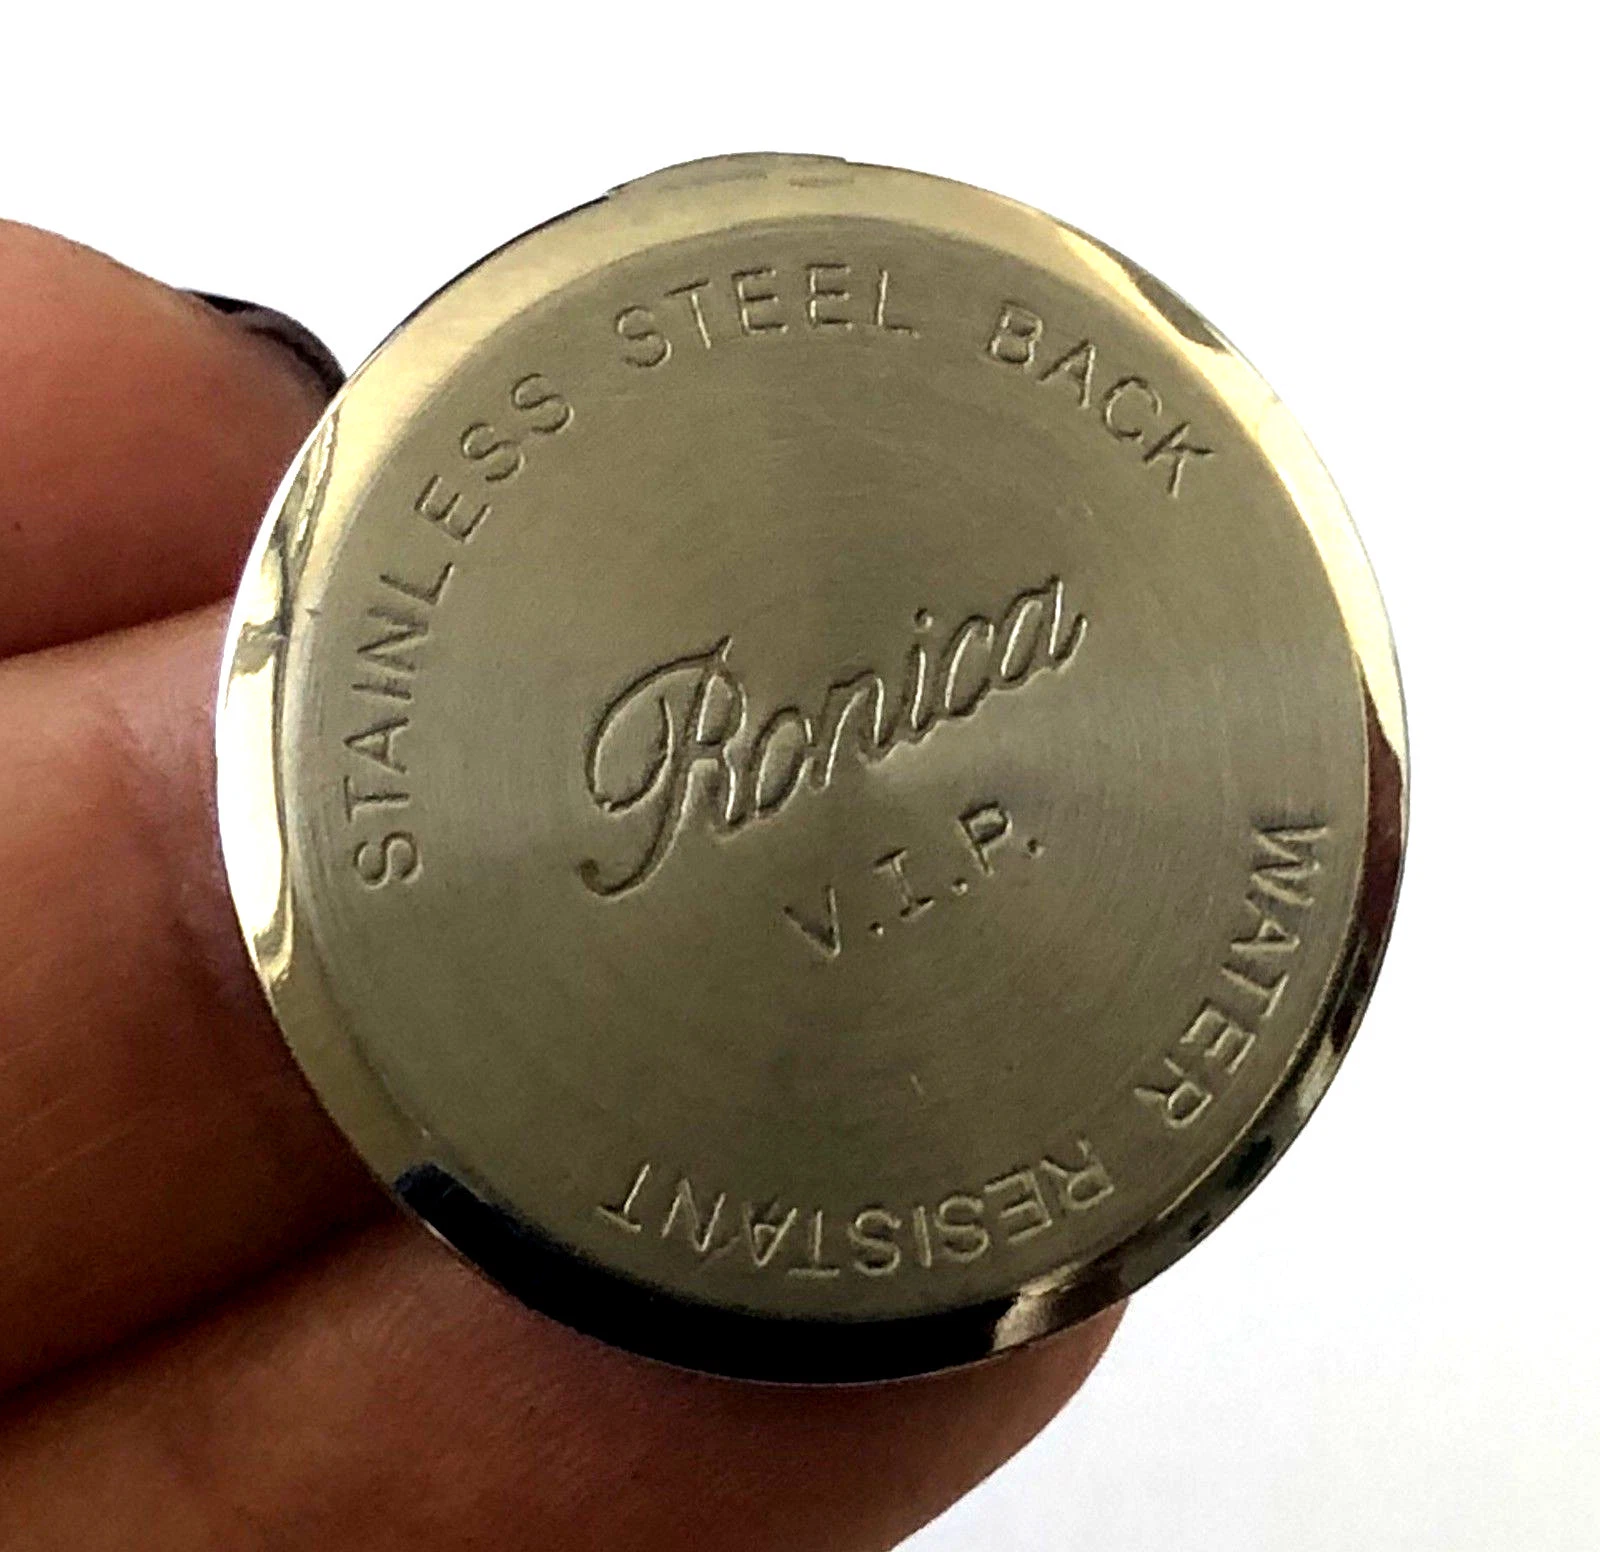 STAINLESS STEEL BACK
Ronica
V.I.P.
WATER RESISTANT